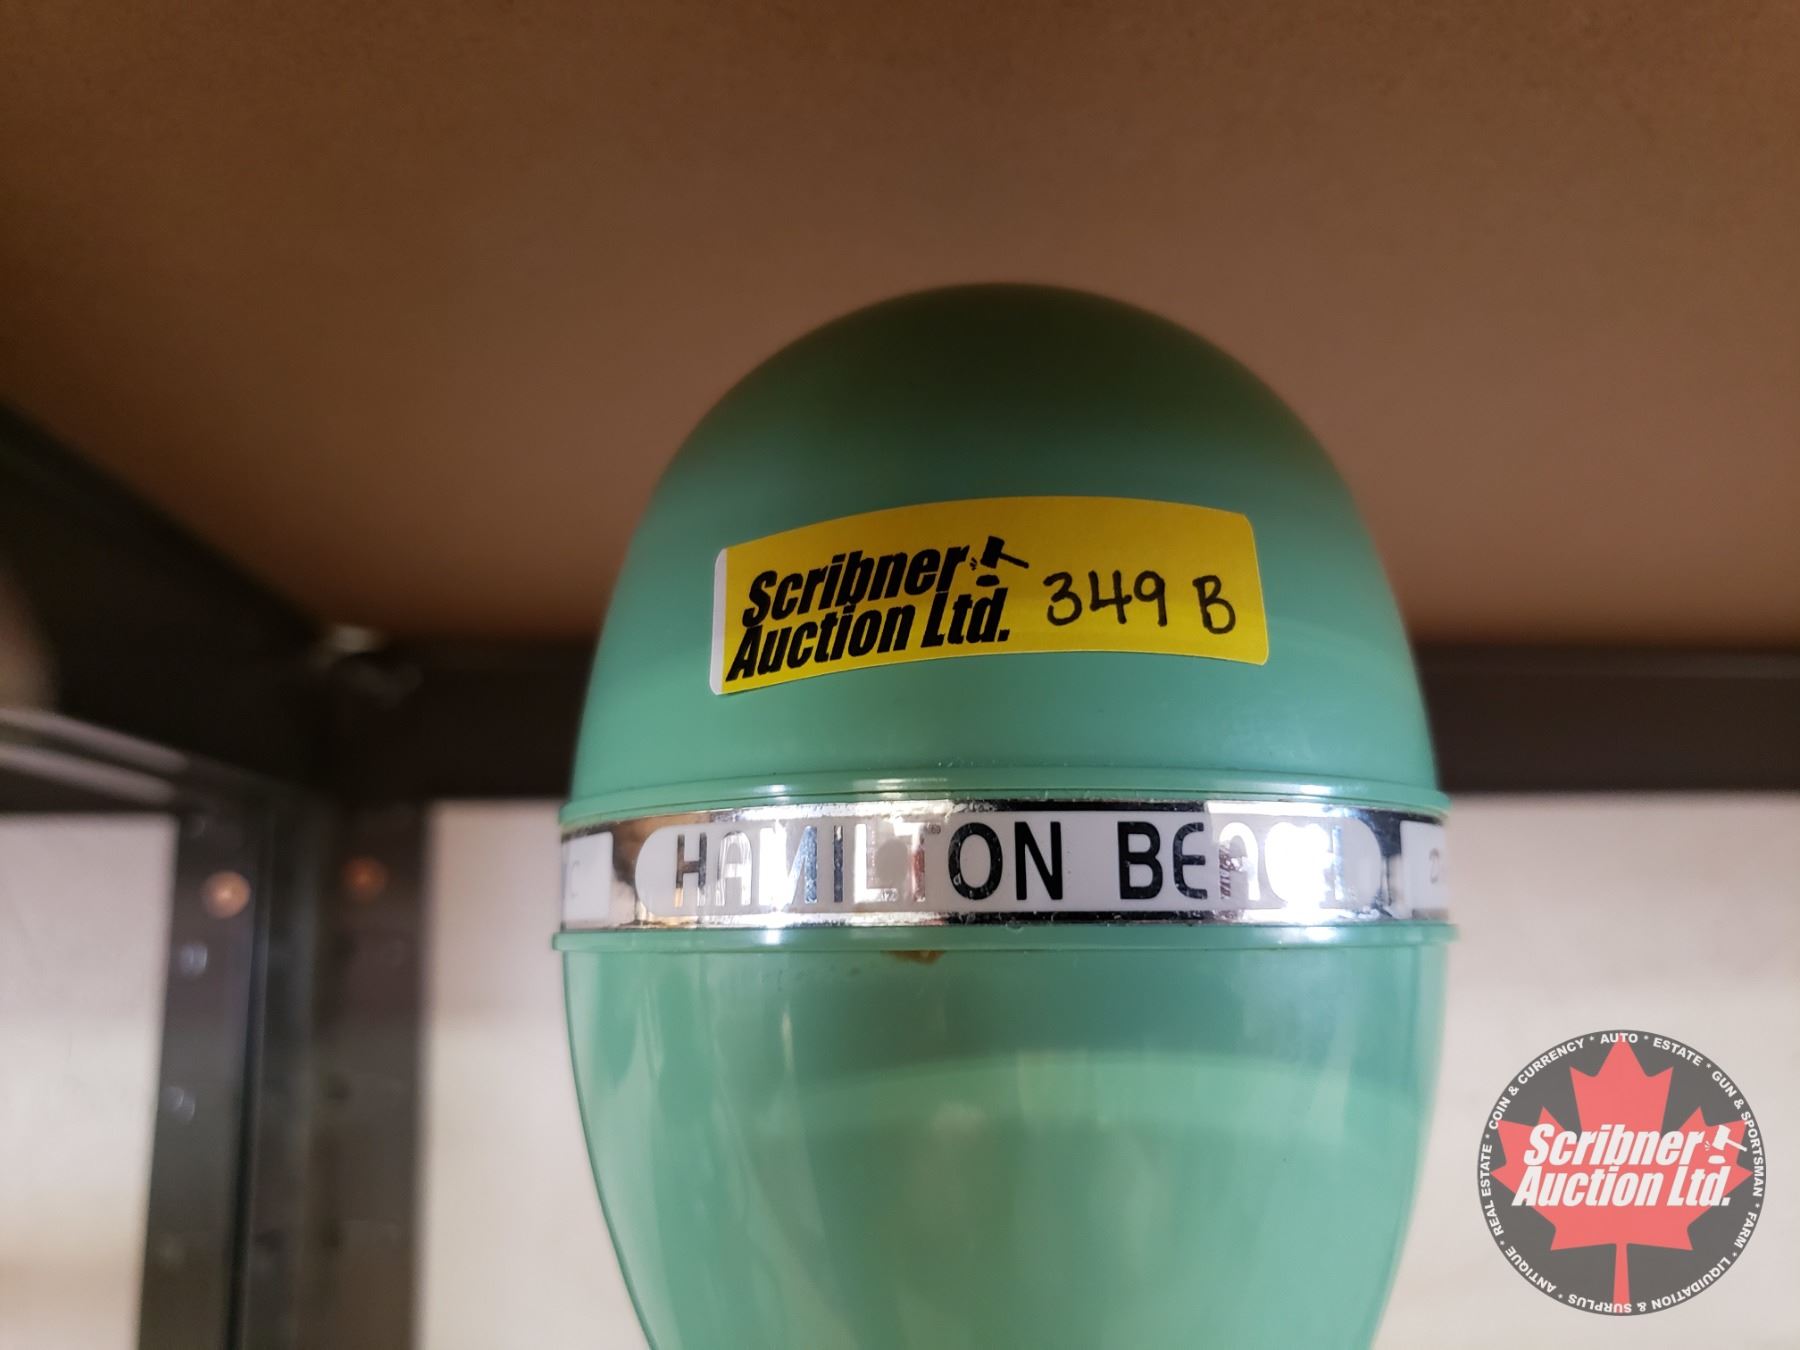 Scribner
Auction Ltd.
349 B
HAMILTON BEACH
Scribner
Auction Ltd.
COIN & CURRENCY * AUTO * ESTATE * GUN & SPORTSMAN * FARM * LIQUIDATION & SURPLUS * ANTIQUE * REAL ESTATE *